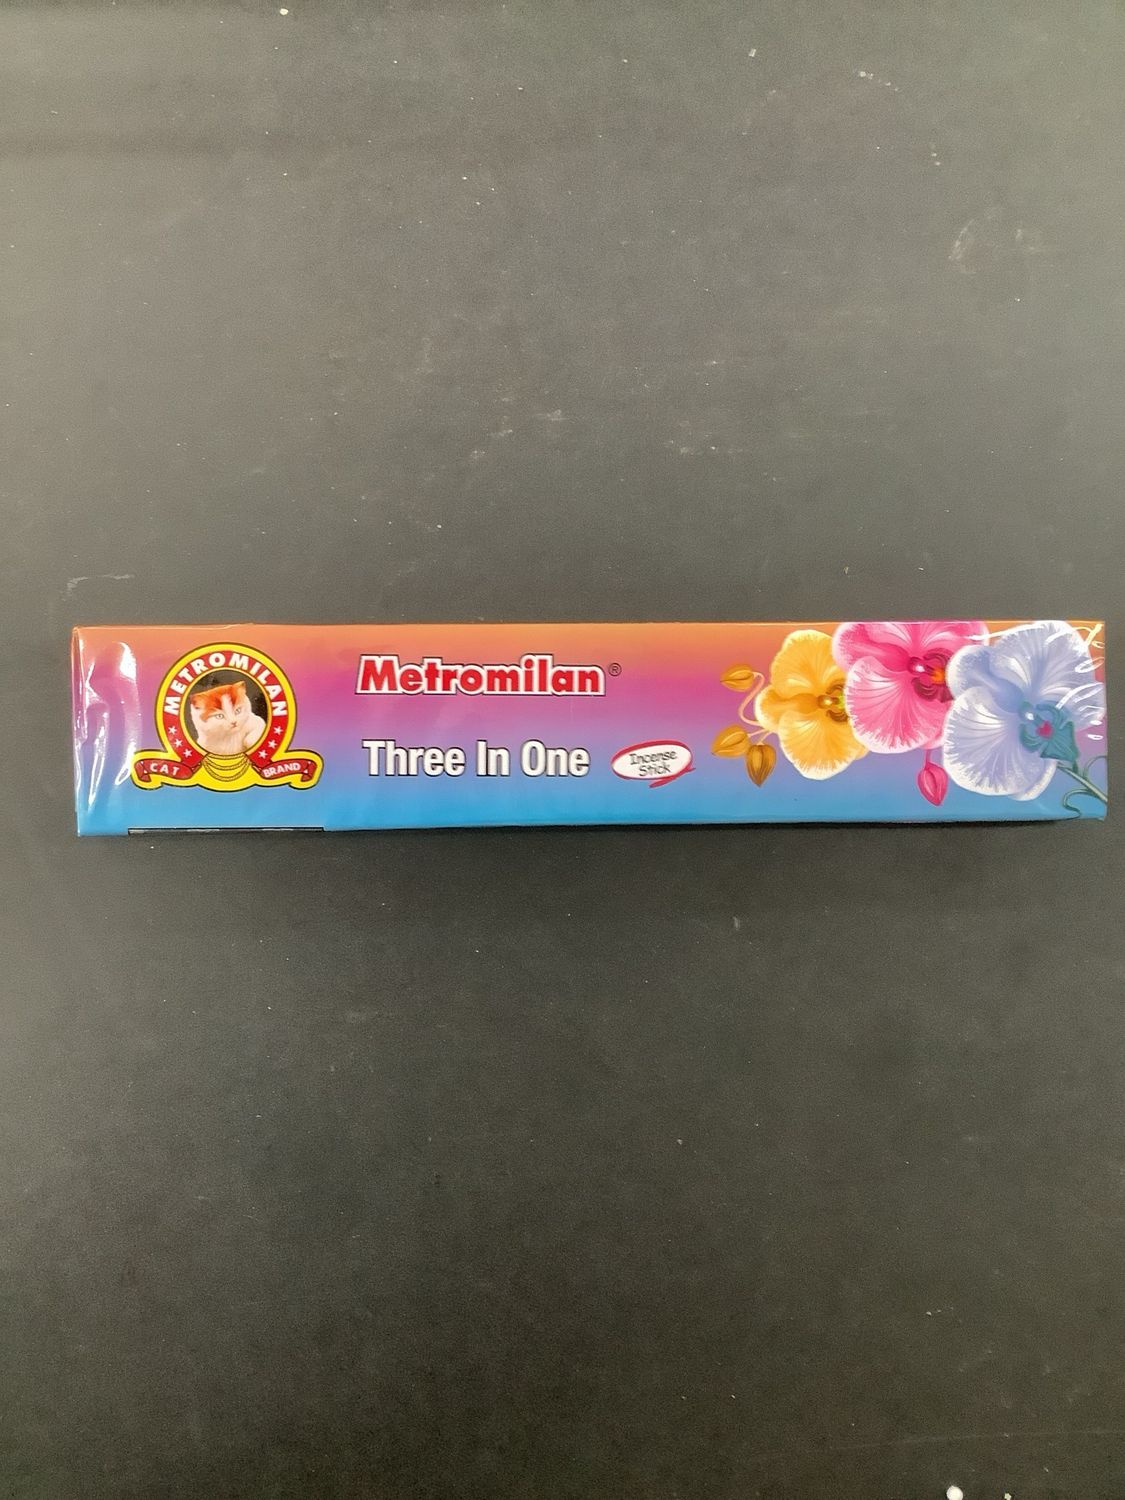 METROMILAN
CAT BRAND
Metromilan®
Three In One
Incense
Stick